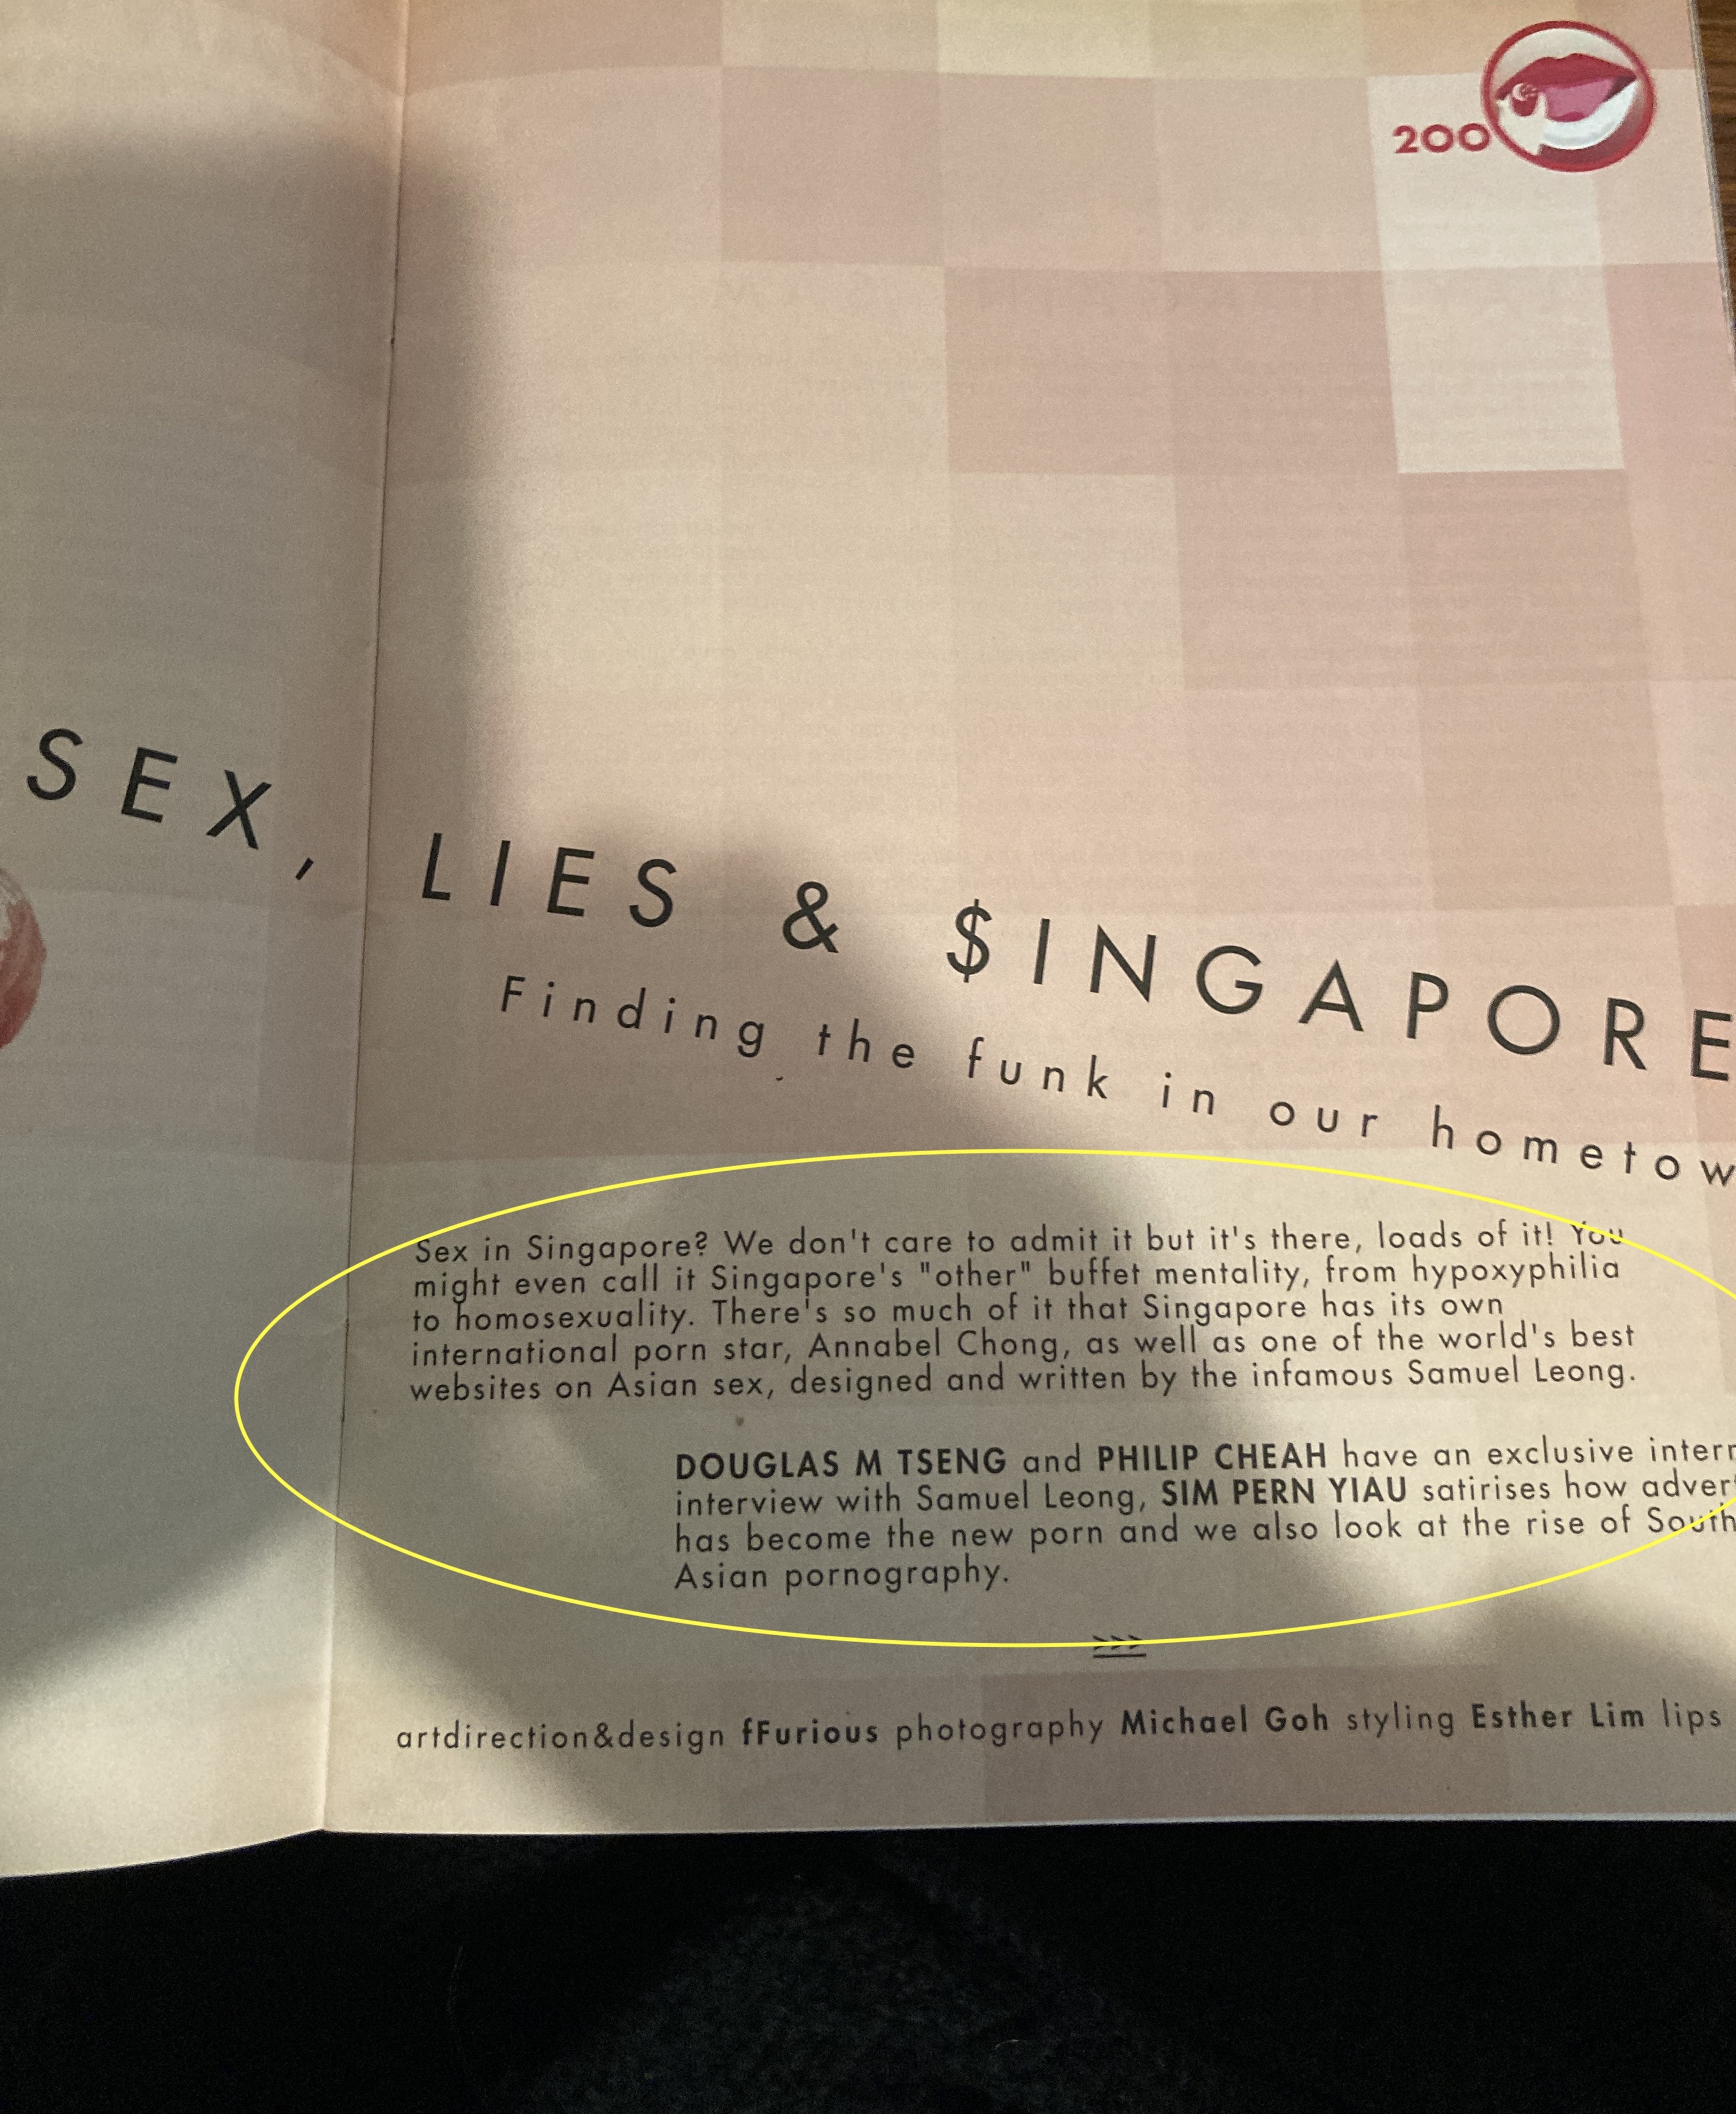 200
SEX, LIES & $INGAPORE
Finding the funk in our
Sex in Singapore? We don't care to admit it but it's there, loads of it! You
might even call it Singapore's "other" buffet mentality, from hypoxyphilia
to homosexuality. There's so much of it that Singapore has its own
international porn star, Annabel Chong, as well as one of the world's best
websites on Asian sex, designed and written by the infamous Samuel Leong.
DOUGLAS M TSENG and PHILIP CHEAH have an exclusive
interview with Samuel Leong, SIM PERN YIAU satirises how
has become the new porn and we also look at the rise of
Asian pornography.
>>>
artdirection&design fFurious photography Michael Goh styling Esther Lim lips